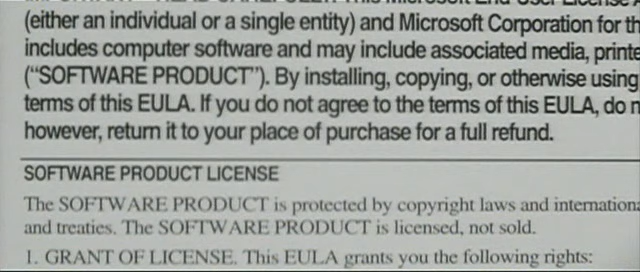 (either an individual or a single entity) and Microsoft Corporation for
includes computer software and may include associated media,
("SOFTWARE PRODUCT"). By installing, copying, or otherwise using
terms of this EULA. If you do not agree to the terms of this EULA, do
however, return it to your place of purchase for a full refund.
SOFTWARE PRODUCT LICENSE
The SOFTWARE PRODUCT is protected by copyright laws and
and treaties. The SOFTWARE PRODUCT is licensed, not sold.
1. GRANT OF LICENSE. This EULA grants you the following rights: